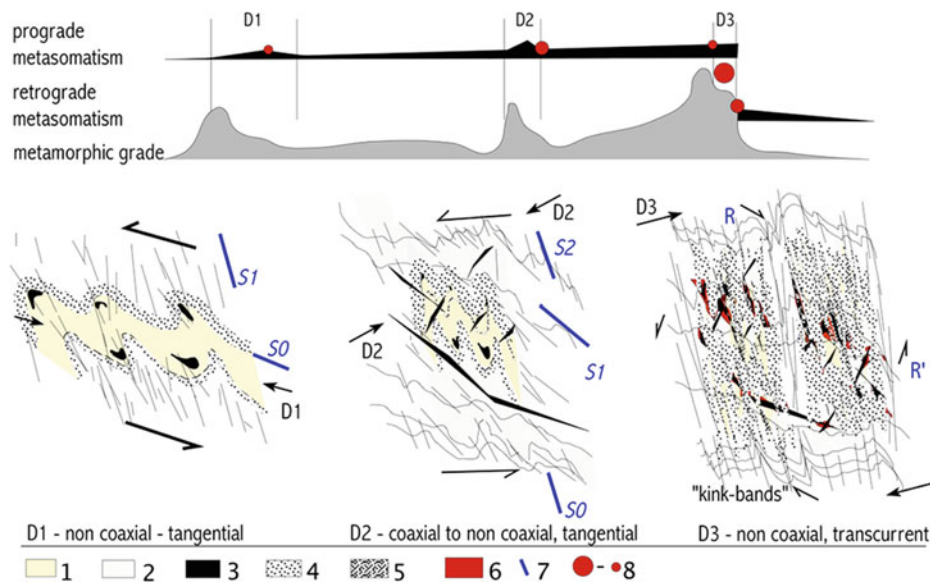 D1 D2 D3
prograde
metasomatism
retrograde
metasomatism
metamorphic grade
D2
D3
R
S1
S2
S0
D2
S1
D1
R'
S0
"kink-bands"
D1 - non coaxial - tangential D2 - coaxial to non coaxial, tangential D3 - non coaxial, transcurrent
1 2 3 4 5 6 7 - 8